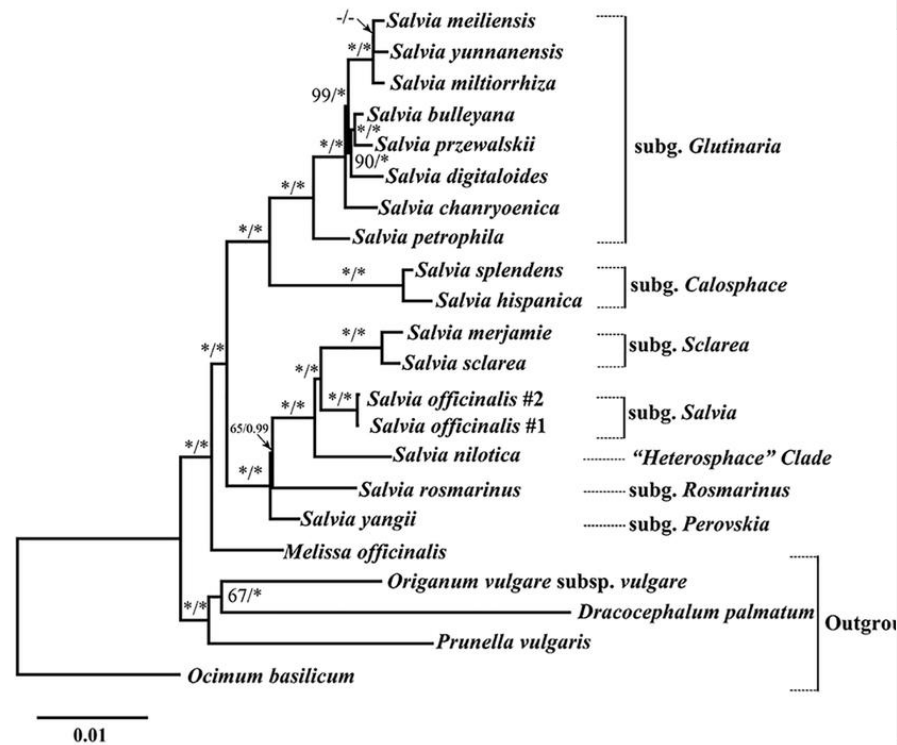 -/-
Salvia meiliensis
*/*
Salvia yunnanensis
Salvia miltiorrhiza
99/*
Salvia bulleyana
*/*
*/*
Salvia przewalskii
subg. Glutinaria
90/*
Salvia digitaloides
*/*
Salvia chanryoenica
*/*
Salvia petrophila
*/*
Salvia splendens
subg. Calosphace
Salvia hispanica
*/*
Salvia merjamie
subg. Sclarea
*/*
Salvia sclarea
*/*
*/*
Salvia officinalis #2
subg. Salvia
*/*
Salvia officinalis #1
65/0.99
*/*
Salvia nilotica
“Heterosphace” Clade
*/*
Salvia rosmarinus
subg. Rosmarinus
Salvia yangii
subg. Perovskia
Melissa officinalis
Origanum vulgare subsp. vulgare
67/*
*/*
Dracocephalum palmatum
Outgrou
Prunella vulgaris
Ocimum basilicum
0.01